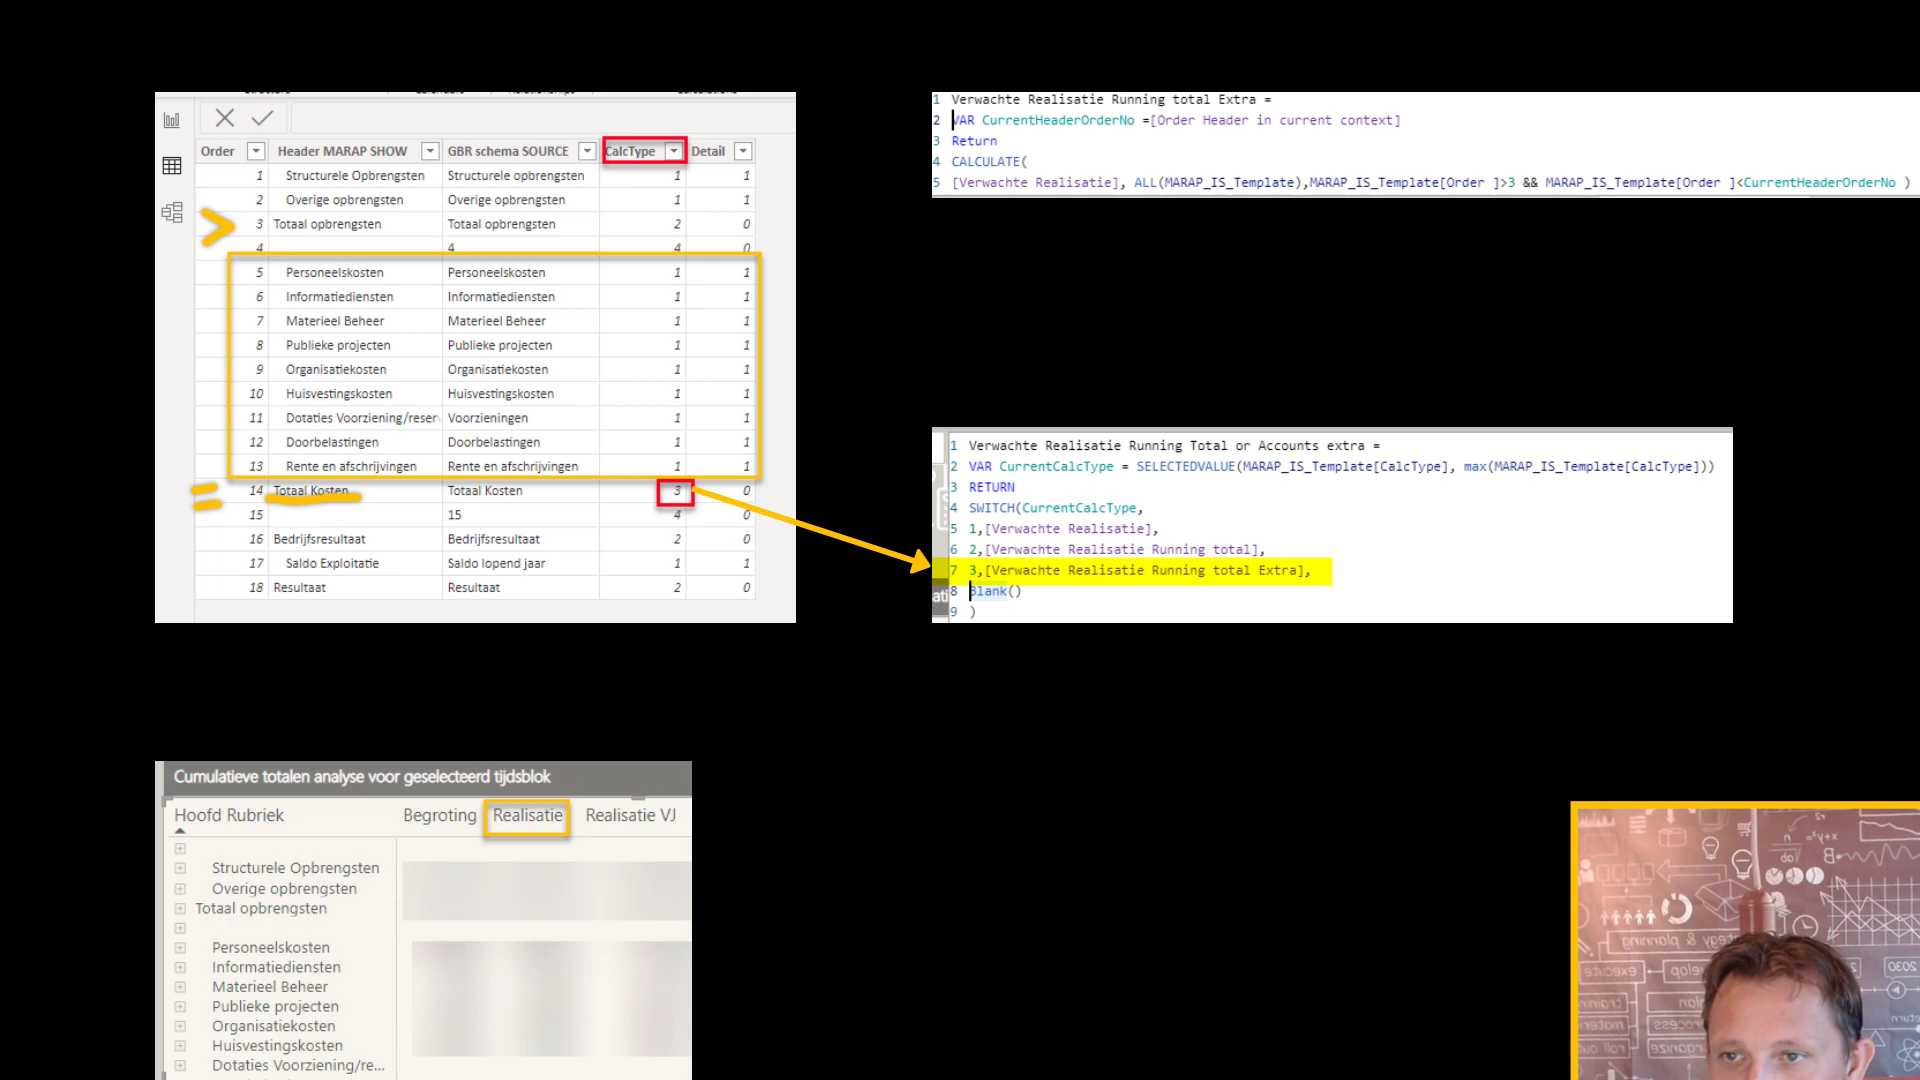 Order Header MARAP SHOW GBR schema SOURCE CalcType Detail
1 Structurele Opbrengsten Structurele opbrengsten 1 1
2 Overige opbrengsten Overige opbrengsten 1 1
3 Totaal opbrengsten Totaal opbrengsten 2 0
4 4 4 0
5 Personeelskosten Personeelskosten 1 1
6 Informatiediensten Informatiediensten 1 1
7 Materieel Beheer Materieel Beheer 1 1
8 Publieke projecten Publieke projecten 1 1
9 Organisatiekosten Organisatiekosten 1 1
10 Huisvestingskosten Huisvestingskosten 1 1
11 Dotaties Voorziening/reser Voorzieningen 1 1
12 Doorbelastingen Doorbelastingen 1 1
13 Rente en afschrijvingen Rente en afschrijvingen 1 1
14 Totaal Kosten Totaal Kosten 3 0
15 15 4 0
16 Bedrijfsresultaat Bedrijfsresultaat 2 0
17 Saldo Exploitatie Saldo lopend jaar 1 1
18 Resultaat Resultaat 2 0
1 Verwachte Realisatie Running total Extra =
2 VAR CurrentHeaderOrderNo =[Order Header in current context]
3 Return
4 CALCULATE(
5 [Verwachte Realisatie], ALL(MARAP_IS_Template),MARAP_IS_Template[Order ]>3 && MARAP_IS_Template[Order ]<CurrentHeaderOrderNo )
1 Verwachte Realisatie Running Total or Accounts extra =
2 VAR CurrentCalcType = SELECTEDVALUE(MARAP_IS_Template[CalcType], max(MARAP_IS_Template[CalcType]))
3 RETURN
4 SWITCH(CurrentCalcType,
5 1,[Verwachte Realisatie],
6 2,[Verwachte Realisatie Running total],
7 3,[Verwachte Realisatie Running total Extra],
8 Blank()
9 )
Cumulatieve totalen analyse voor geselecteerd tijdsblok
Hoofd Rubriek Begroting Realisatie Realisatie VJ
Structurele Opbrengsten
Overige opbrengsten
Totaal opbrengsten
Personeelskosten
Informatiediensten
Materieel Beheer
Publieke projecten
Organisatiekosten
Huisvestingskosten
Dotaties Voorziening/re...